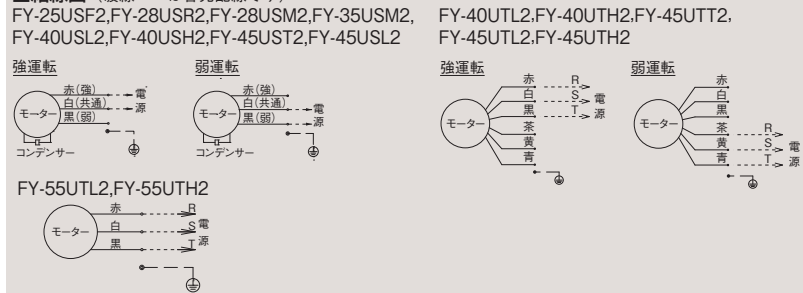 FY-25USF2,FY-28USR2,FY-28USM2,FY-35USM2,
FY-40USL2,FY-40USH2,FY-45UST2,FY-45USL2
強運転
赤(強)
白(共通)
黒(弱)
電
源
モーター
コンデンサー
弱運転
赤(強)
白(共通)
黒(弱)
電
源
モーター
コンデンサー
FY-40UTL2,FY-40UTH2,FY-45UTT2,
FY-45UTL2,FY-45UTH2
強運転
赤 R
白 S
黒 T
電
源
茶
黄
青
モーター
弱運転
赤
白
黒
茶 R
黄 S
青 T
電
源
モーター
FY-55UTL2,FY-55UTH2
赤 R
白 S
黒 T
電
源
モーター